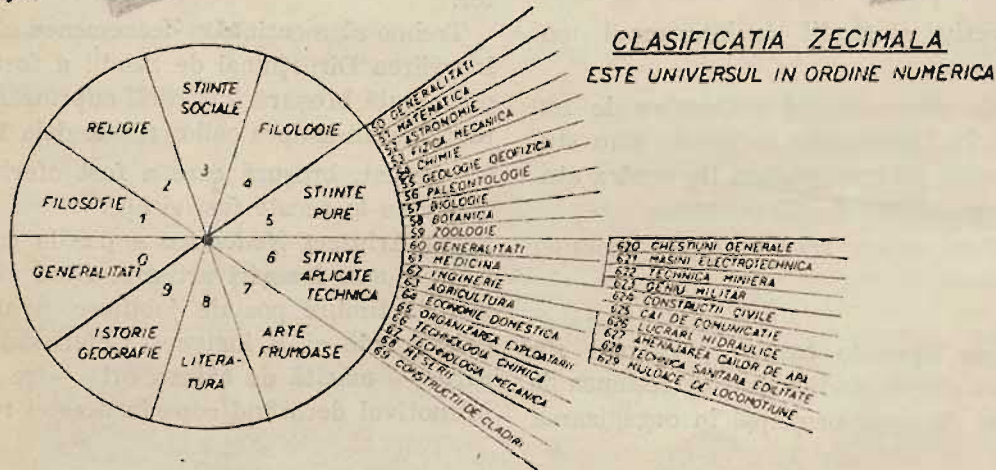 CLASIFICATIA ZECIMALA
ESTE UNIVERSUL IN ORDINE NUMERICA
0
GENERALITATI
1
FILOSOFIE
2
RELIGIE
3
STIINTE
SOCIALE
4
FILOLOGIE
5
STIINTE
PURE
6
STIINTE
APLICATE
TECHNICA
7
ARTE
FRUMOASE
8
LITERA-
TURA
9
ISTORIE
GEOGRAFIE
50 GENERALITATI
51 MATEMATICA
52 ASTRONOMIE
53 FIZICA MECANICA
54 CHIMIE
55 GEOLOGIE GEOFIZICA
56 PALEONTOLOGIE
57 BIOLOGIE
58 BOTANICA
59 ZOOLOGIE
60 GENERALITATI
61 MEDICINA
62 INGINERIE
63 AGRICULTURA
64 ECONOMIE DOMESTICA
65 ORGANIZAREA EXPLOATARII
66 TECHNOLOGIA CHIMICA
67 TECHNOLOGIA MECANICA
68 MESERII
69 CONSTRUCTII DE CLADIRI
620 CHESTIUNI GENERALE
621 MASINI ELECTROTECHNICA
622 TECHNICA MINIERA
623 GENIU MILITAR
624 CONSTRUCTII CIVILE
625 CAI DE COMUNICATIE
626 LUCRARI HIDRAULICE
627 AMENAJAREA CAILOR DE APA
628 TECHNICA SANITARA EDILITATE
629 MIJLOACE DE LOCOMOTIUNE